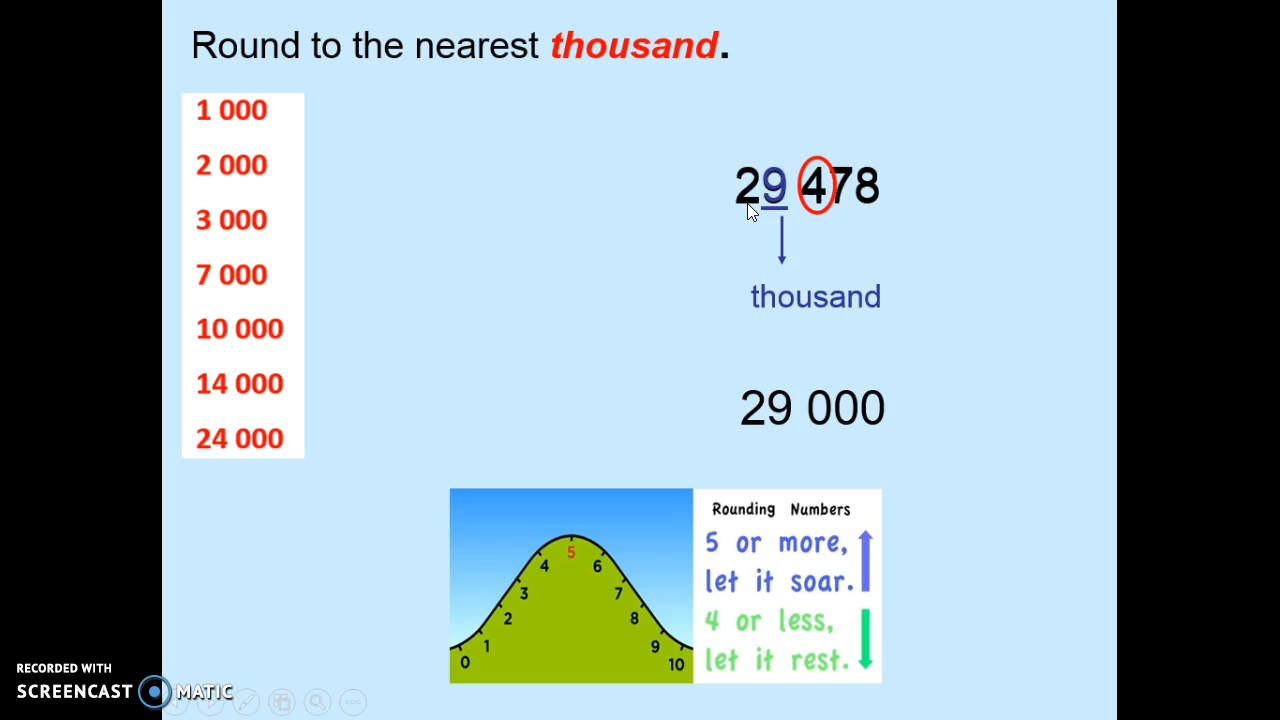 Round to the nearest thousand.
1 000
2 000
3 000
7 000
10 000
14 000
24 000
29 478
thousand
29 000
0
1
2
3
4
5
6
7
8
9
10
Rounding Numbers
5 or more,
let it soar.
4 or less,
let it rest.
RECORDED WITH
SCREENCAST MATIC